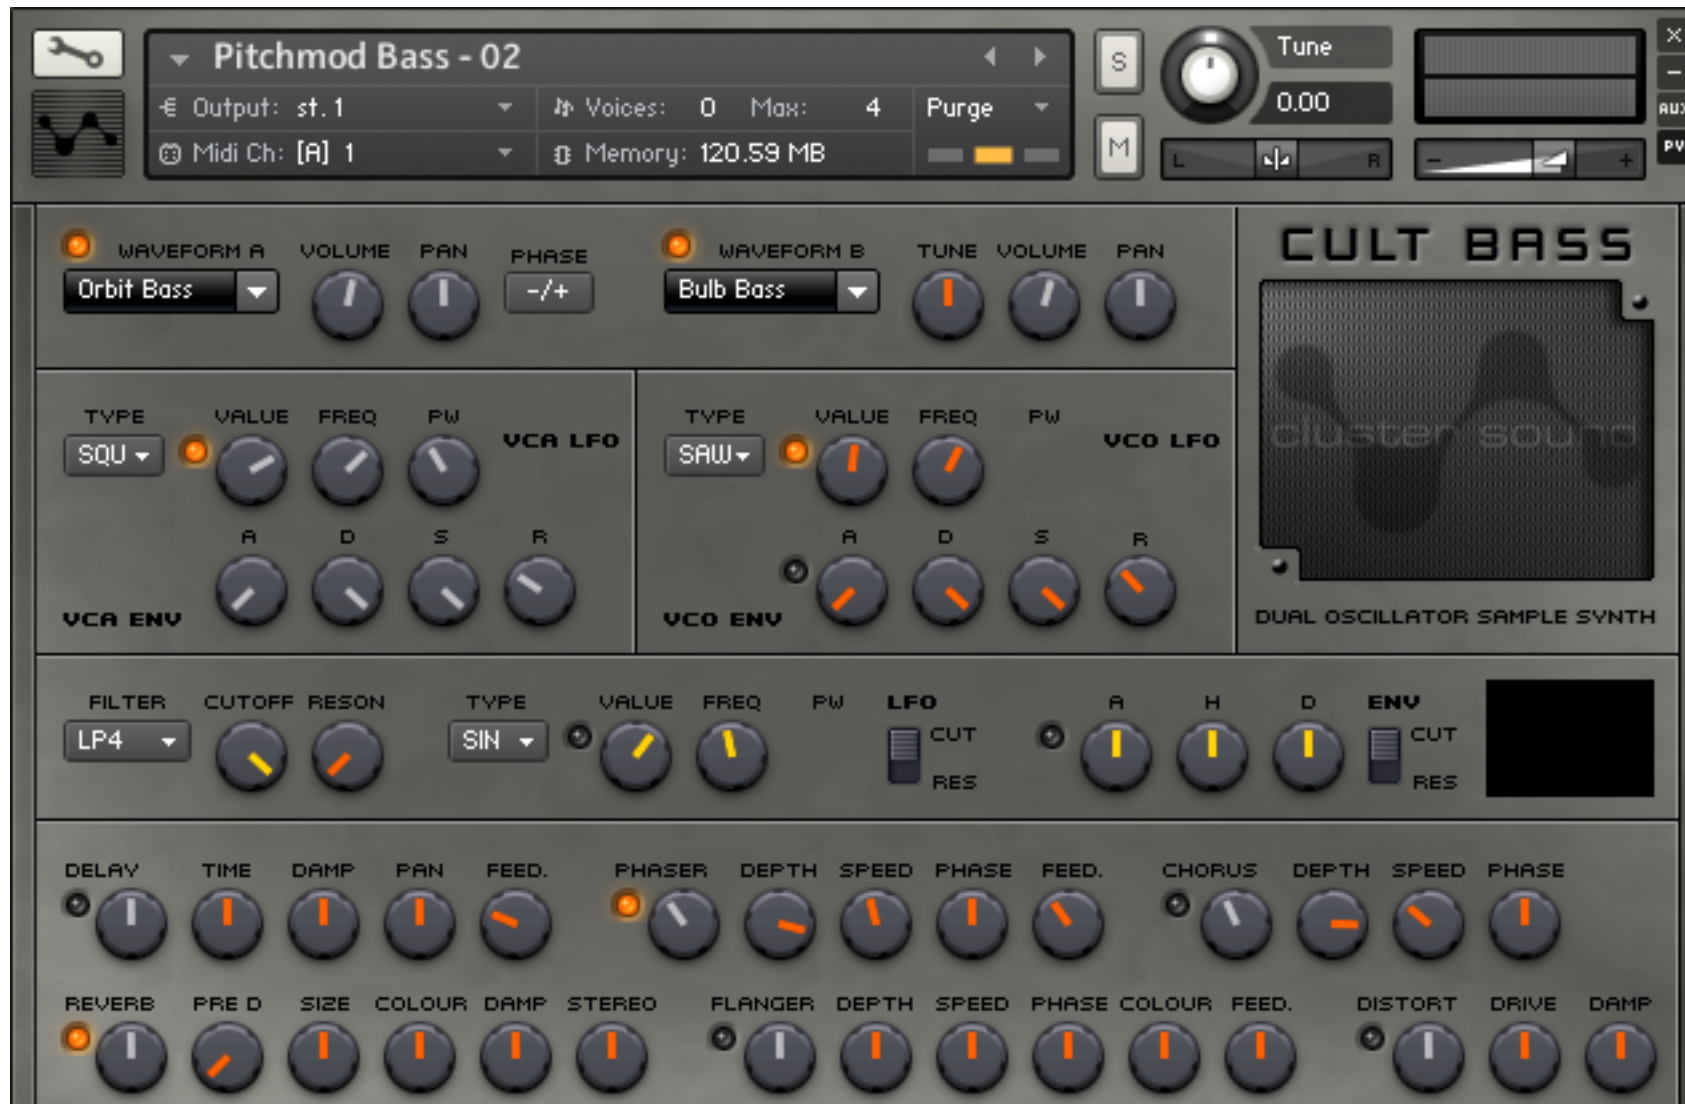 Pitchmod Bass - 02
S
Tune
X
Output: st. 1
Voices: 0 Max: 4
Purge
0.00
AUX
Midi Ch: [A] 1
Memory: 120.59 MB
M
L R
- +
PV
WAVEFORM A VOLUME PAN PHASE
Orbit Bass
-/+
WAVEFORM B TUNE VOLUME PAN
Bulb Bass
CULT BASS
cluster sound
DUAL OSCILLATOR SAMPLE SYNTH
TYPE VALUE FREQ PW
SQU
VCA LFO
A D S R
VCA ENV
TYPE VALUE FREQ PW
SAW
VCO LFO
A D S R
VCO ENV
FILTER CUTOFF RESON TYPE VALUE FREQ PW LFO A H D ENV
LP4 SIN CUT CUT
RES RES
DELAY TIME DAMP PAN FEED. PHASER DEPTH SPEED PHASE FEED. CHORUS DEPTH SPEED PHASE
REVERB PRE D SIZE COLOUR DAMP STEREO FLANGER DEPTH SPEED PHASE COLOUR FEED. DISTORT DRIVE DAMP